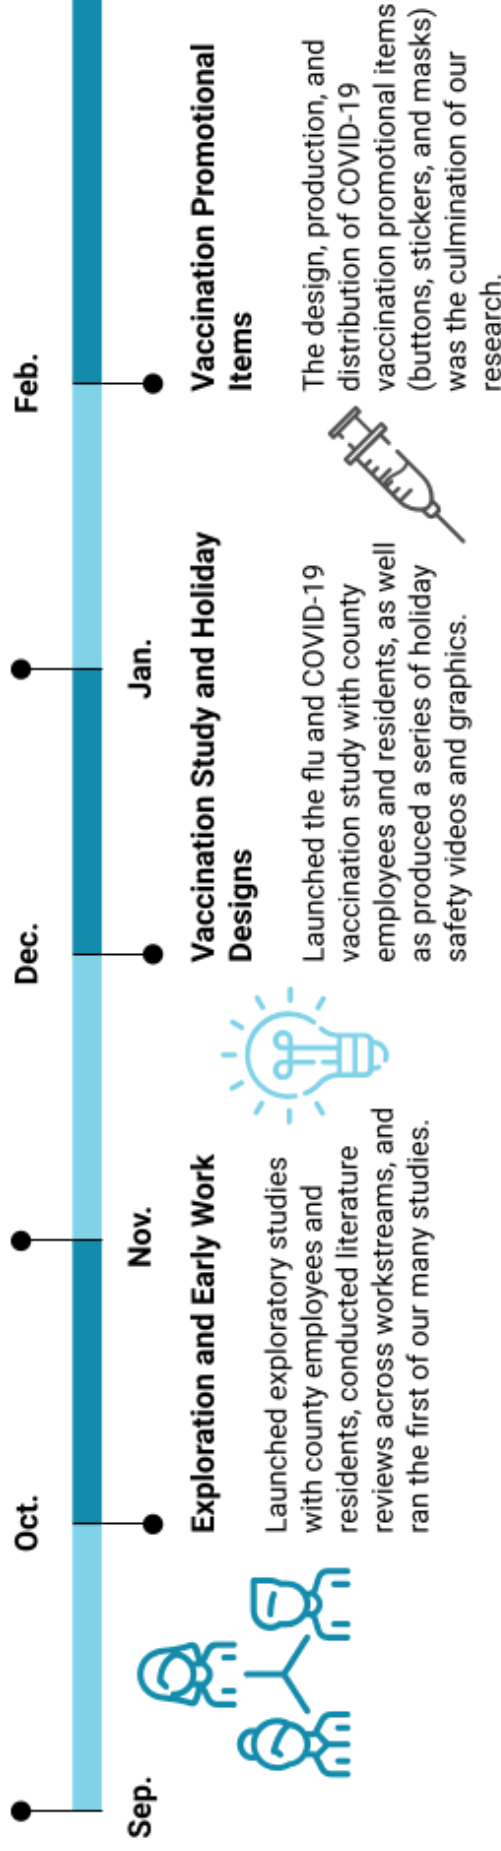 Sep.
Oct.
Nov.
Dec.
Jan.
Feb.
Exploration and Early Work
Launched exploratory studies
with county employees and
residents, conducted literature
reviews across workstreams, and
ran the first of our many studies.
Vaccination Study and Holiday
Designs
Launched the flu and COVID-19
vaccination study with county
employees and residents, as well
as produced a series of holiday
safety videos and graphics.
Vaccination Promotional
Items
The design, production, and
distribution of COVID-19
vaccination promotional items
(buttons, stickers, and masks)
was the culmination of our
research.